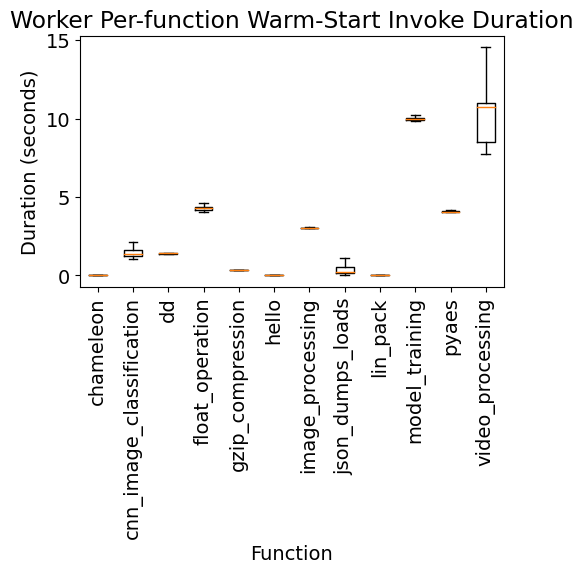 Worker Per-function Warm-Start Invoke Duration
Duration (seconds)
15
10
5
0
chameleon
cnn_image_classification
dd
float_operation
gzip_compression
hello
image_processing
json_dumps_loads
lin_pack
model_training
pyaes
video_processing
Function